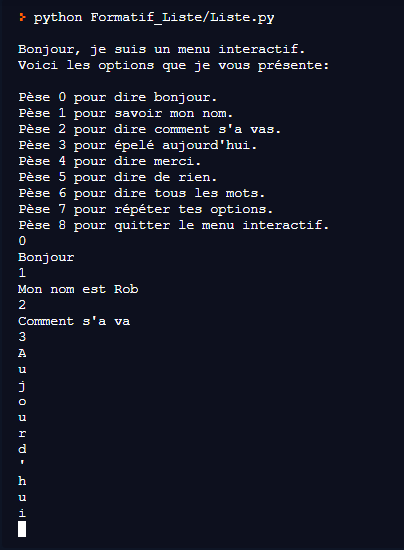 > python Formatif_Liste/Liste.py
Bonjour, je suis un menu interactif.
Voici les options que je vous présente:
Pèse 0 pour dire bonjour.
Pèse 1 pour savoir mon nom.
Pèse 2 pour dire comment s'a vas.
Pèse 3 pour épelé aujourd'hui.
Pèse 4 pour dire merci.
Pèse 5 pour dire de rien.
Pèse 6 pour dire tous les mots.
Pèse 7 pour répéter tes options.
Pèse 8 pour quitter le menu interactif.
0
Bonjour
1
Mon nom est Rob
2
Comment s'a va
3
A
u
j
o
u
r
d
'
h
u
i